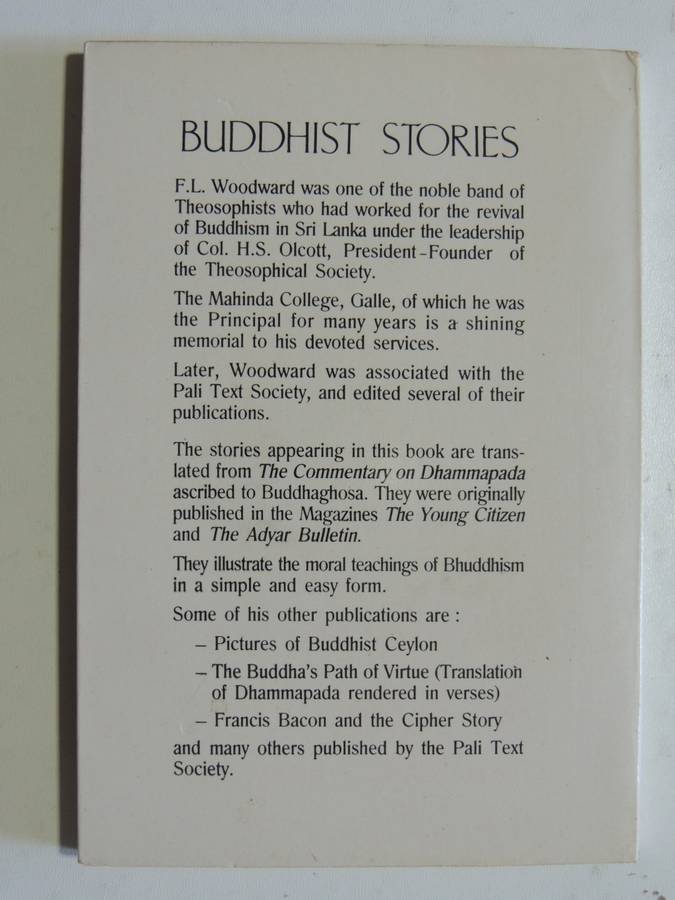 BUDDHIST STORIES
F.L. Woodward was one of the noble band of
Theosophists who had worked for the revival
of Buddhism in Sri Lanka under the leadership
of Col. H.S. Olcott, President-Founder of
the Theosophical Society.
The Mahinda College, Galle, of which he was
the Principal for many years is a shining
memorial to his devoted services.
Later, Woodward was associated with the
Pali Text Society, and edited several of their
publications.
The stories appearing in this book are trans-
lated from The Commentary on Dhammapada
ascribed to Buddhaghosa. They were originally
published in the Magazines The Young Citizen
and The Adyar Bulletin.
They illustrate the moral teachings of Bhuddhism
in a simple and easy form.
Some of his other publications are :
– Pictures of Buddhist Ceylon
– The Buddha's Path of Virtue (Translation
of Dhammapada rendered in verses)
– Francis Bacon and the Cipher Story
and many others published by the Pali Text
Society.